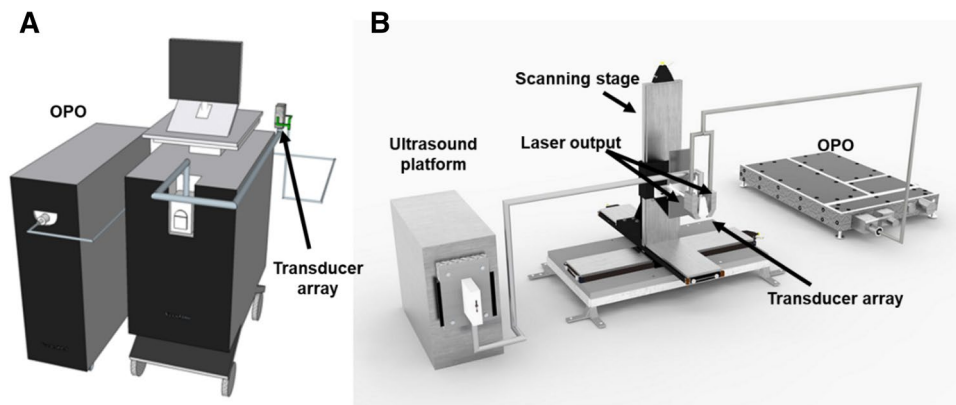 A
B
OPO
Transducer
array
Scanning stage
Laser output
Ultrasound
platform
OPO
Transducer array